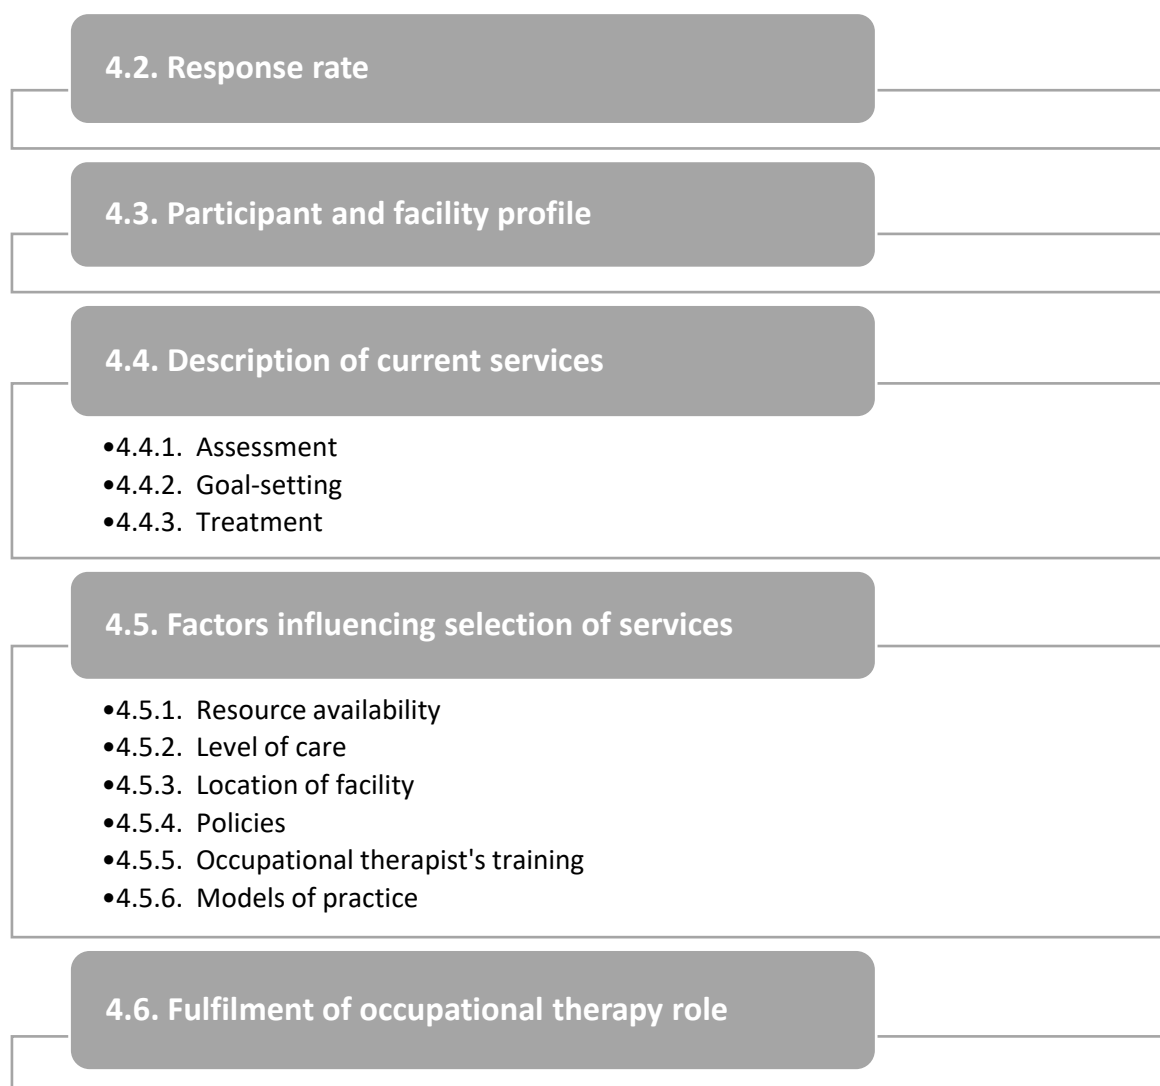 4.2. Response rate
4.3. Participant and facility profile
4.4. Description of current services
•4.4.1. Assessment
•4.4.2. Goal-setting
•4.4.3. Treatment
4.5. Factors influencing selection of services
•4.5.1. Resource availability
•4.5.2. Level of care
•4.5.3. Location of facility
•4.5.4. Policies
•4.5.5. Occupational therapist's training
•4.5.6. Models of practice
4.6. Fulfilment of occupational therapy role